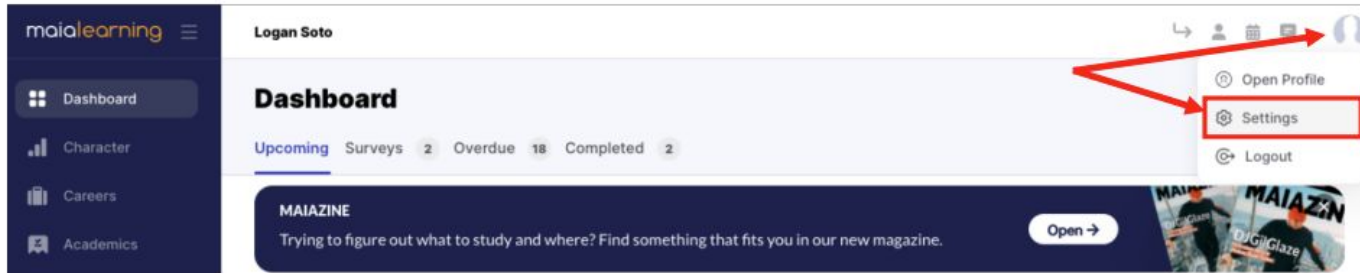 maialearning
Logan Soto
Open Profile
Settings
Logout
Dashboard
Character
Careers
Academics
Dashboard
Upcoming Surveys 2 Overdue 18 Completed 2
MAIAZINE
Trying to figure out what to study and where? Find something that fits you in our new magazine.
Open →
MAIAZIN
DJGilGlaze